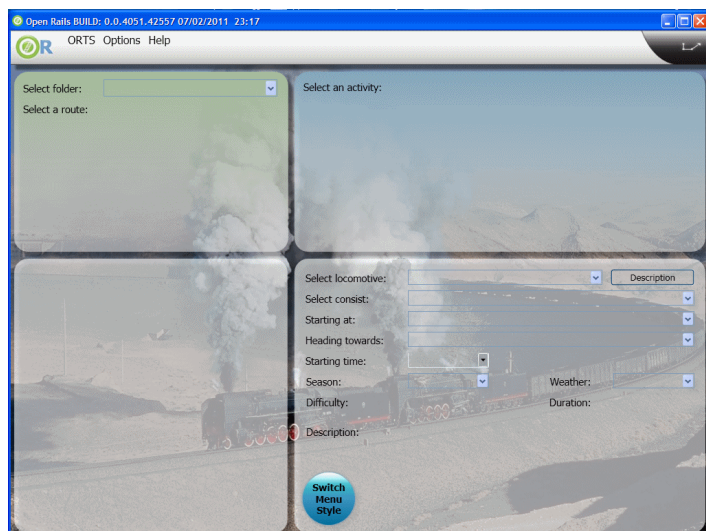 Open Rails BUILD: 0.0.4051.42557 07/02/2011 23:17
OR ORTS Options Help
Select folder:
Select a route:
Select an activity:
Select locomotive: Description
Select consist:
Starting at:
Heading towards:
Starting time:
Season: Weather:
Difficulty: Duration:
Description:
Switch
Menu
Style